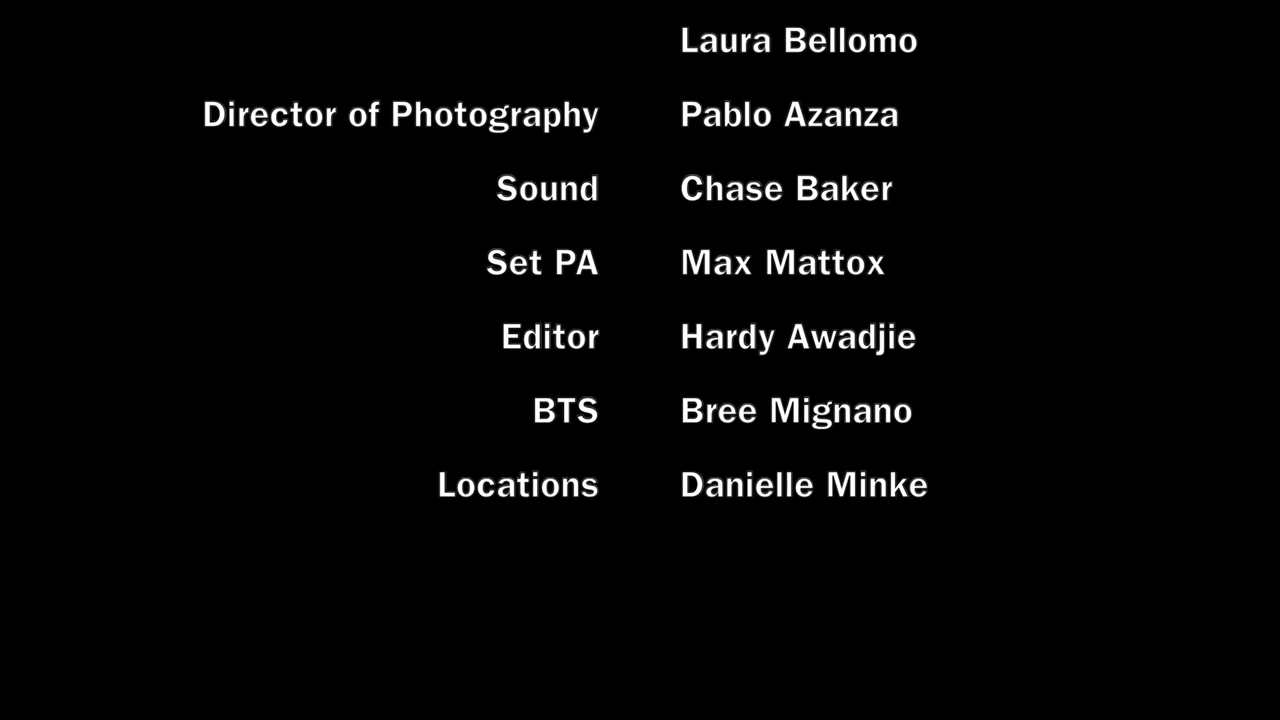 Laura Bellomo
Director of Photography Pablo Azanza
Sound Chase Baker
Set PA Max Mattox
Editor Hardy Awadjie
BTS Bree Mignano
Locations Danielle Minke